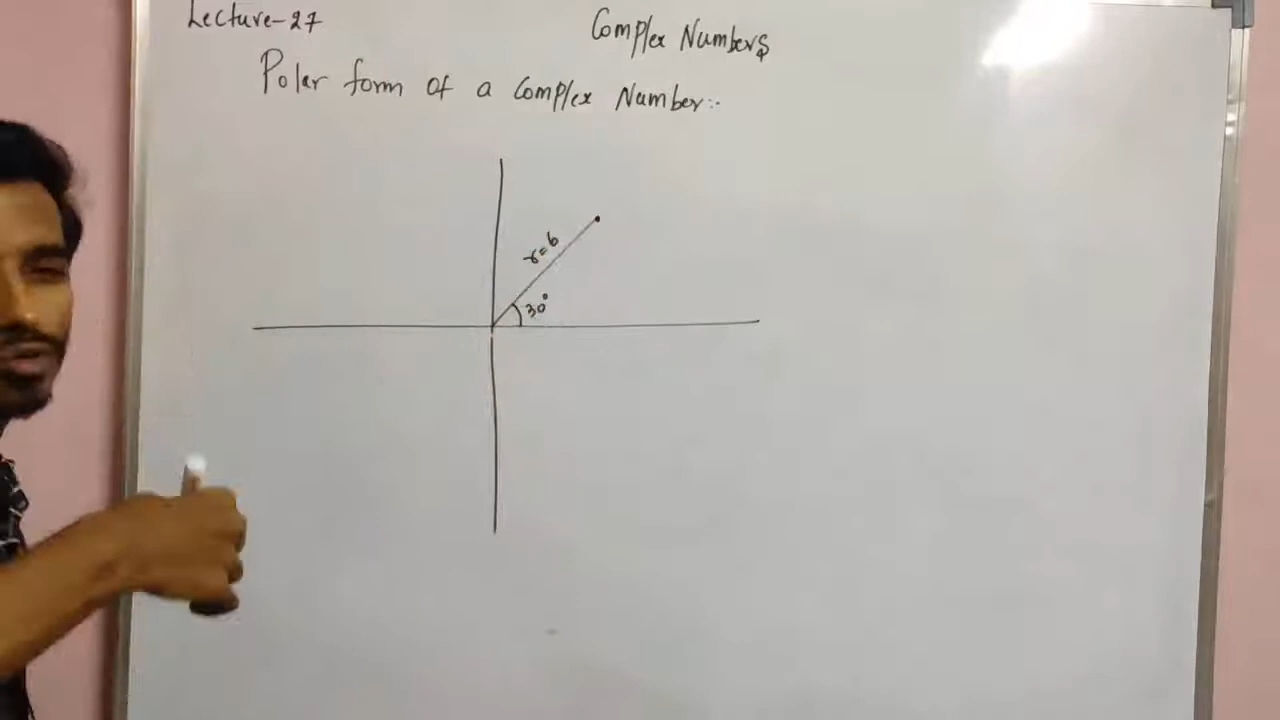 Lecture-27
Complex Numbers
Polar form of a Complex Number:-
r=6
30°